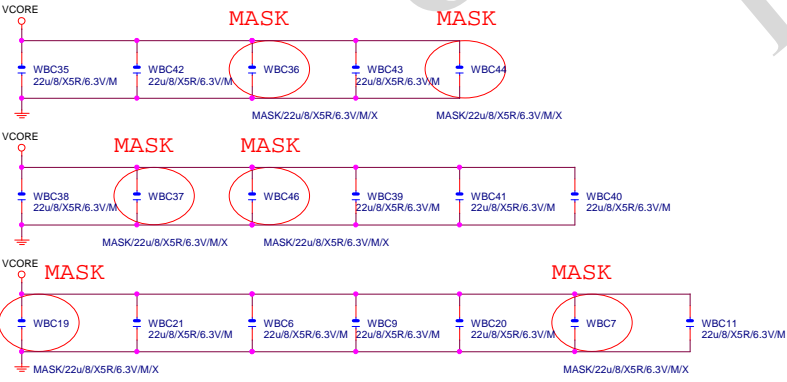 VCORE
MASK MASK
WBC35 WBC42 WBC36 WBC43 WBC44
22u/8/X5R/6.3V/M 22u/8/X5R/6.3V/M 22u/8/X5R/6.3V/M
MASK/22u/8/X5R/6.3V/M/X MASK/22u/8/X5R/6.3V/M/X
VCORE
MASK MASK
WBC38 WBC37 WBC46 WBC39 WBC41 WBC40
22u/8/X5R/6.3V/M 22u/8/X5R/6.3V/M 22u/8/X5R/6.3V/M 22u/8/X5R/6.3V/M
MASK/22u/8/X5R/6.3V/M/X MASK/22u/8/X5R/6.3V/M/X
VCORE
MASK MASK
WBC19 WBC21 WBC6 WBC9 WBC20 WBC7 WBC11
22u/8/X5R/6.3V/M 22u/8/X5R/6.3V/M 22u/8/X5R/6.3V/M 22u/8/X5R/6.3V/M 22u/8/X5R/6.3V/M
MASK/22u/8/X5R/6.3V/M/X MASK/22u/8/X5R/6.3V/M/X